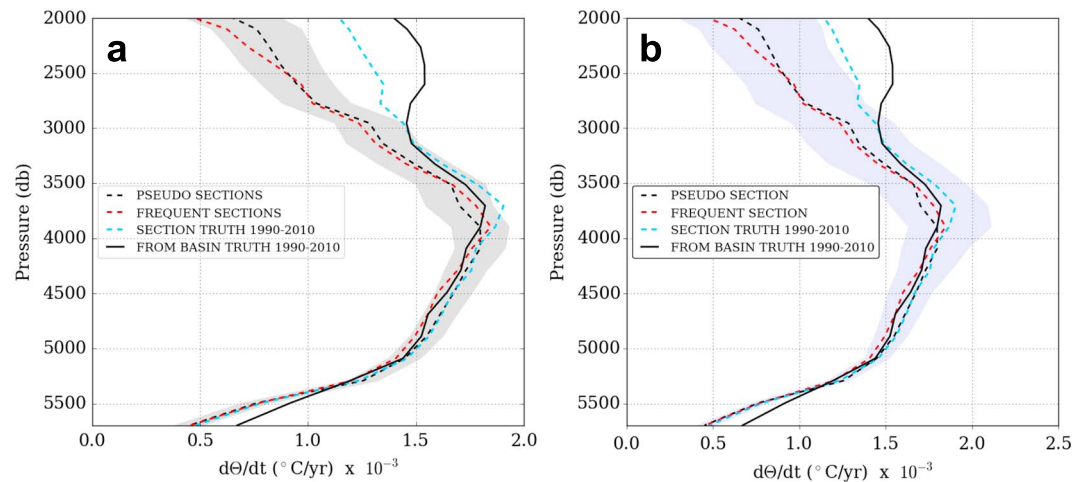 a
2000
2500
3000
3500
4000
4500
5000
5500
Pressure (db)
PSEUDO SECTIONS
FREQUENT SECTIONS
SECTION TRUTH 1990-2010
FROM BASIN TRUTH 1990-2010
0.0 0.5 1.0 1.5 2.0
dΘ/dt (°C/yr) x 10⁻³
b
2000
2500
3000
3500
4000
4500
5000
5500
Pressure (db)
PSEUDO SECTION
FREQUENT SECTION
SECTION TRUTH 1990-2010
FROM BASIN TRUTH 1990-2010
0.0 0.5 1.0 1.5 2.0 2.5
dΘ/dt (°C/yr) x 10⁻³